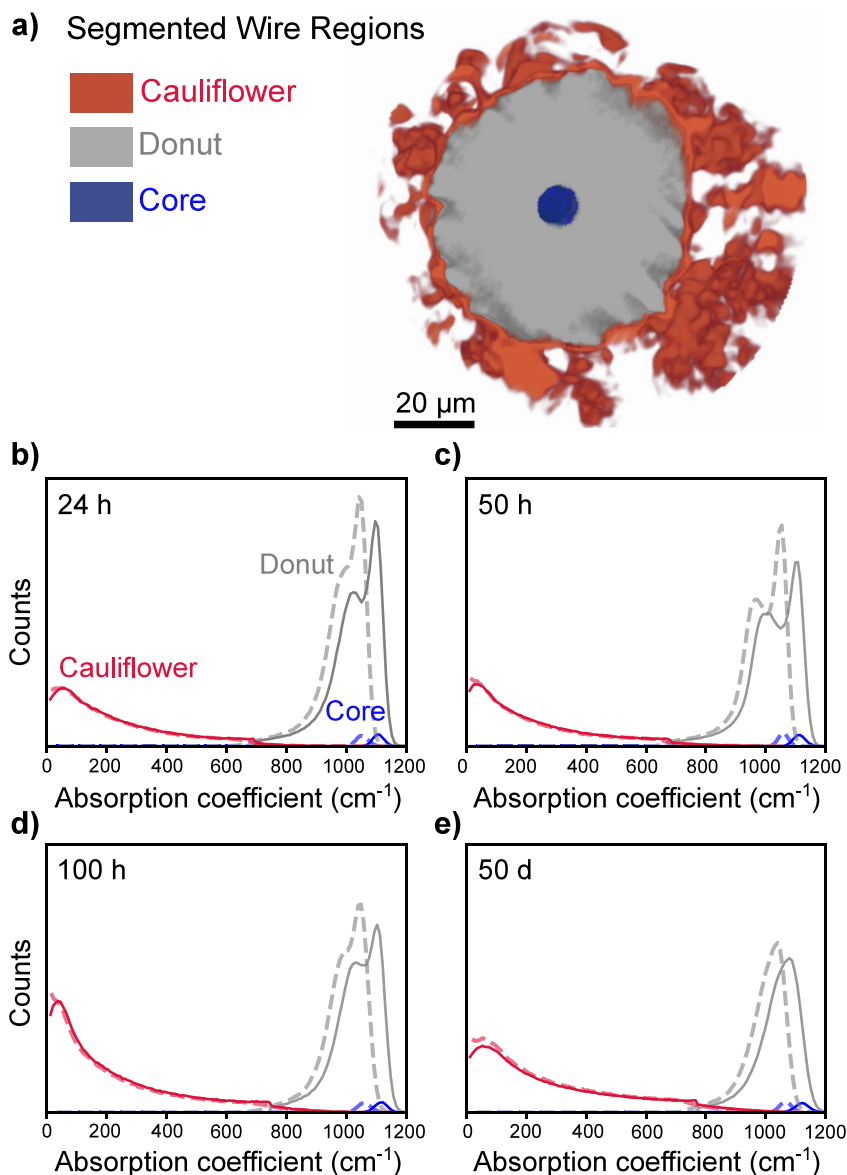 a) Segmented Wire Regions
Cauliflower
Donut
Core
20 µm
b)
24 h
Donut
Cauliflower
Core
Counts
0 200 400 600 800 1000 1200
Absorption coefficient (cm⁻¹)
c)
50 h
0 200 400 600 800 1000 1200
Absorption coefficient (cm⁻¹)
d)
100 h
Counts
0 200 400 600 800 1000 1200
Absorption coefficient (cm⁻¹)
e)
50 d
0 200 400 600 800 1000 1200
Absorption coefficient (cm⁻¹)